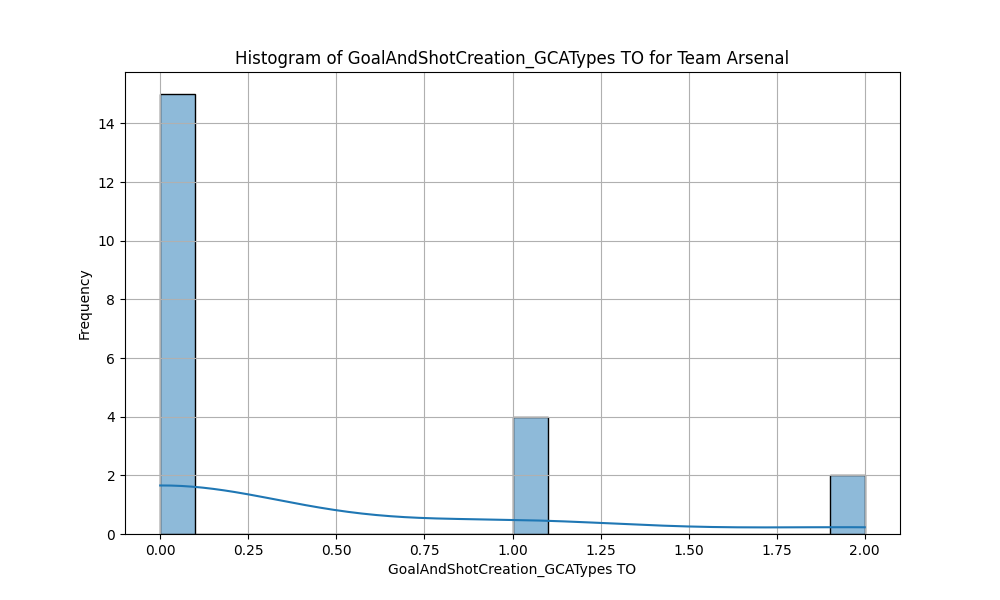 Histogram of GoalAndShotCreation_GCATypes TO for Team Arsenal
Frequency
14
12
10
8
6
4
2
0
0.00 0.25 0.50 0.75 1.00 1.25 1.50 1.75 2.00
GoalAndShotCreation_GCATypes TO